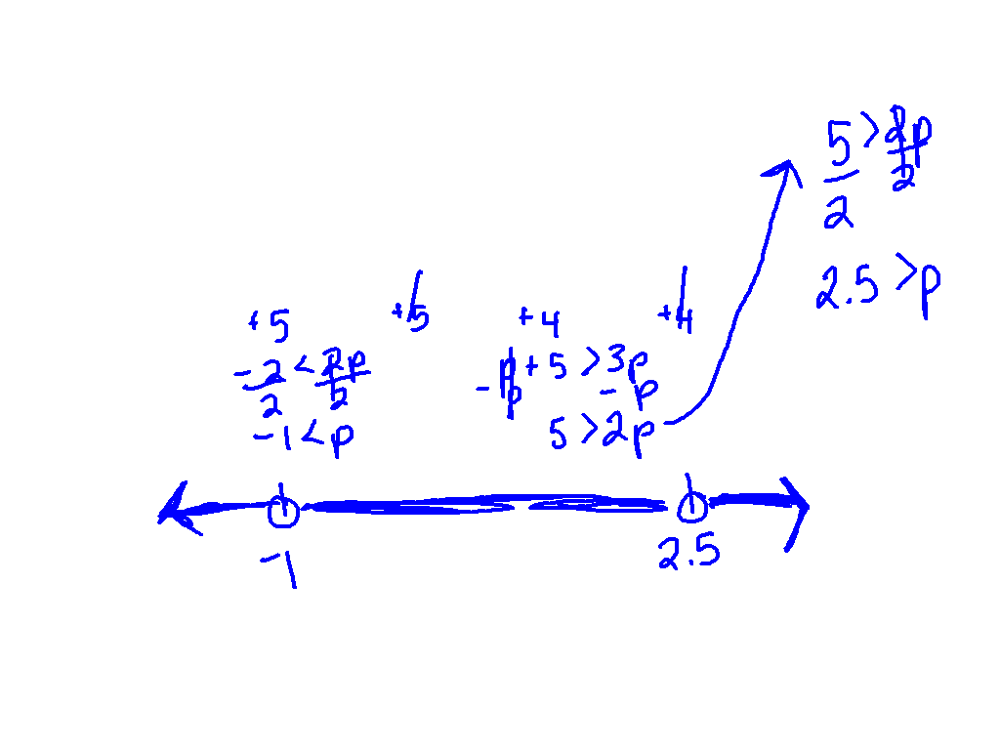 5 > 2p
2 2
2.5 > p
+5 +5 +4 +4
-2 < 2p
2 2
-1 < p
p + 5 > 3p
-p - p
5 > 2p
-1 2.5